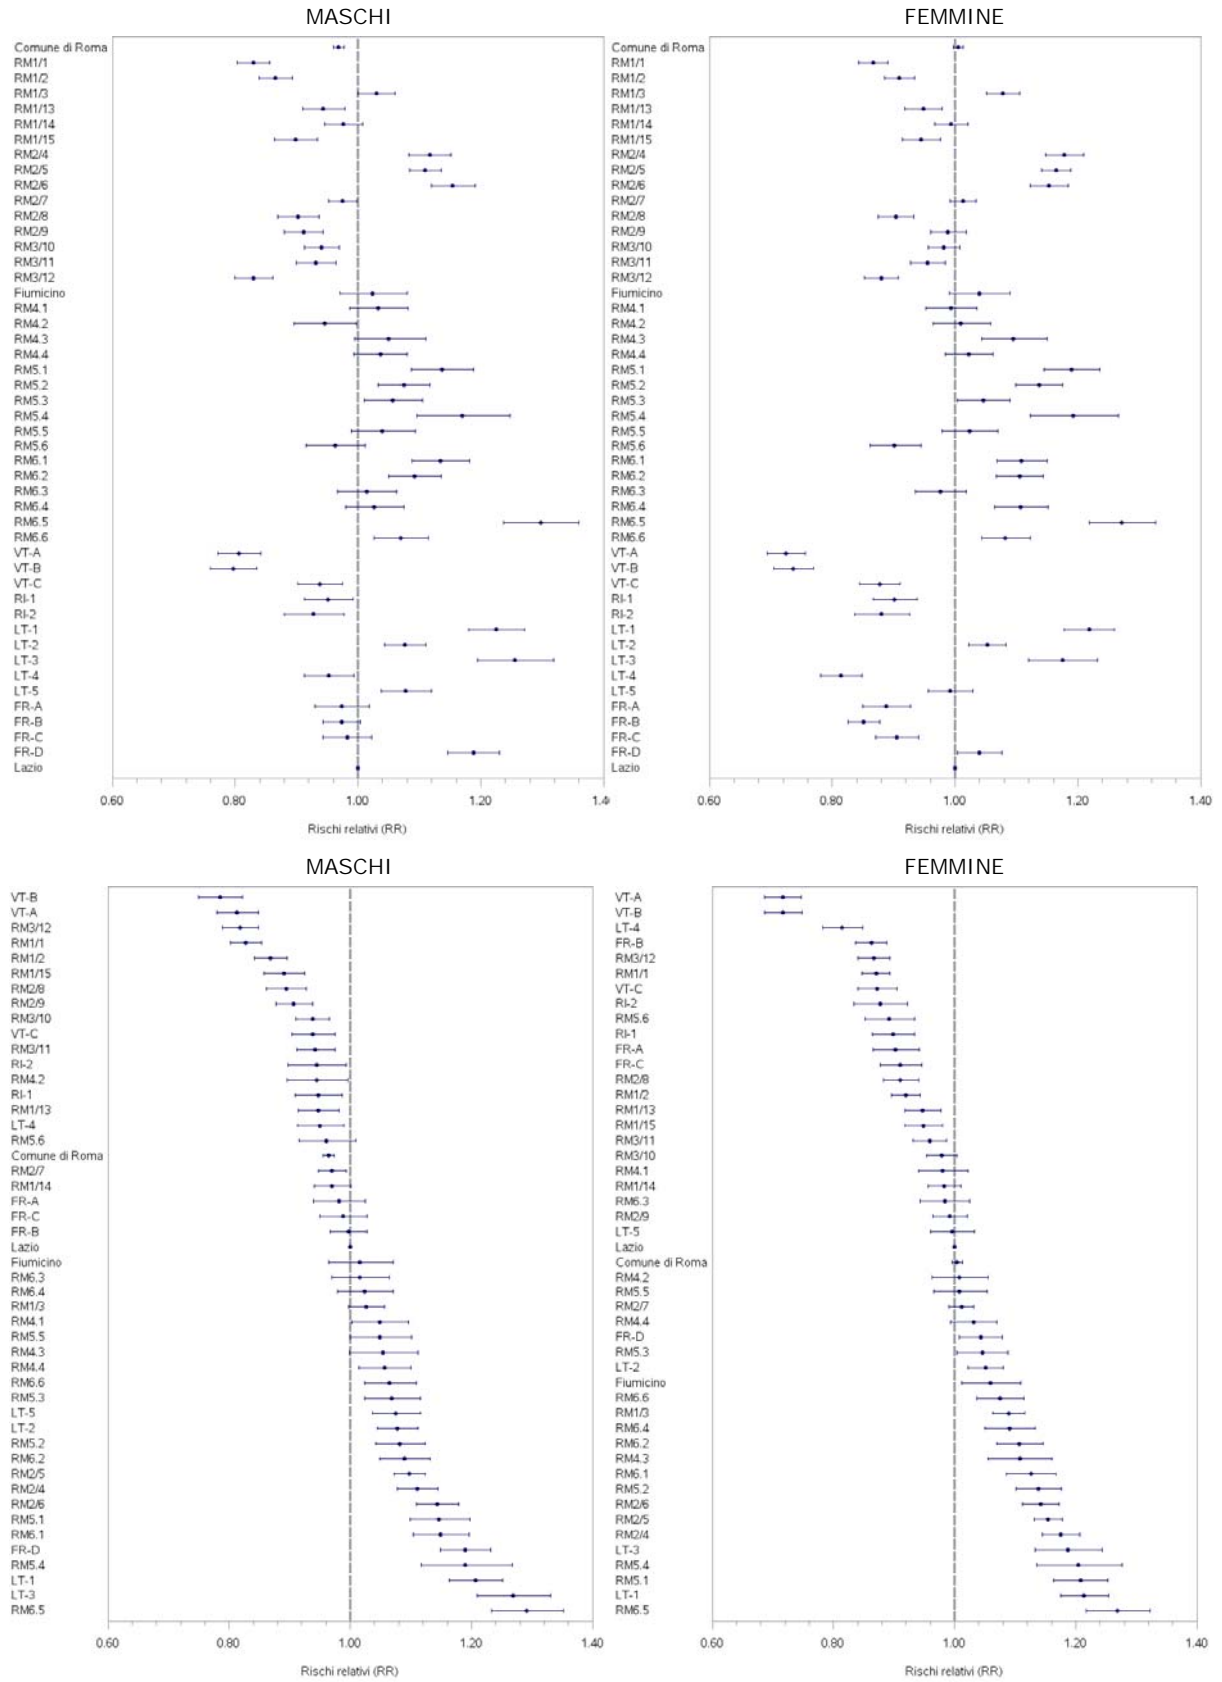 MASCHI
Comune di Roma
RM1/1
RM1/2
RM1/3
RM1/13
RM1/14
RM1/15
RM2/4
RM2/5
RM2/6
RM2/7
RM2/8
RM2/9
RM3/10
RM3/11
RM3/12
Fiumicino
RM4.1
RM4.2
RM4.3
RM4.4
RM5.1
RM5.2
RM5.3
RM5.4
RM5.5
RM5.6
RM6.1
RM6.2
RM6.3
RM6.4
RM6.5
RM6.6
VT-A
VT-B
VT-C
RI-1
RI-2
LT-1
LT-2
LT-3
LT-4
LT-5
FR-A
FR-B
FR-C
FR-D
Lazio
0.60 0.80 1.00 1.20 1.4
Rischi relativi (RR)
FEMMINE
Comune di Roma
RM1/1
RM1/2
RM1/3
RM1/13
RM1/14
RM1/15
RM2/4
RM2/5
RM2/6
RM2/7
RM2/8
RM2/9
RM3/10
RM3/11
RM3/12
Fiumicino
RM4.1
RM4.2
RM4.3
RM4.4
RM5.1
RM5.2
RM5.3
RM5.4
RM5.5
RM5.6
RM6.1
RM6.2
RM6.3
RM6.4
RM6.5
RM6.6
VT-A
VT-B
VT-C
RI-1
RI-2
LT-1
LT-2
LT-3
LT-4
LT-5
FR-A
FR-B
FR-C
FR-D
Lazio
0.60 0.80 1.00 1.20 1.40
Rischi relativi (RR)
MASCHI
VT-B
VT-A
RM3/12
RM1/1
RM1/2
RM1/15
RM2/8
RM2/9
RM3/10
VT-C
RM3/11
RI-2
RM4.2
RI-1
RM1/13
LT-4
RM5.6
Comune di Roma
RM2/7
RM1/14
FR-A
FR-C
FR-B
Lazio
Fiumicino
RM6.3
RM6.4
RM1/3
RM4.1
RM5.5
RM4.3
RM4.4
RM6.6
RM5.3
LT-5
LT-2
RM5.2
RM6.2
RM2/5
RM2/4
RM2/6
RM5.1
RM6.1
FR-D
RM5.4
LT-1
LT-3
RM6.5
0.60 0.80 1.00 1.20 1.40
Rischi relativi (RR)
FEMMINE
VT-A
VT-B
LT-4
FR-B
RM3/12
RM1/1
VT-C
RI-2
RM5.6
RI-1
FR-A
FR-C
RM2/8
RM1/2
RM1/13
RM1/15
RM3/11
RM3/10
RM4.1
RM1/14
RM6.3
RM2/9
LT-5
Lazio
Comune di Roma
RM4.2
RM5.5
RM2/7
RM4.4
FR-D
RM5.3
LT-2
Fiumicino
RM6.6
RM1/3
RM6.4
RM6.2
RM4.3
RM6.1
RM5.2
RM2/6
RM2/5
RM2/4
LT-3
RM5.4
RM5.1
LT-1
RM6.5
0.60 0.80 1.00 1.20 1.40
Rischi relativi (RR)